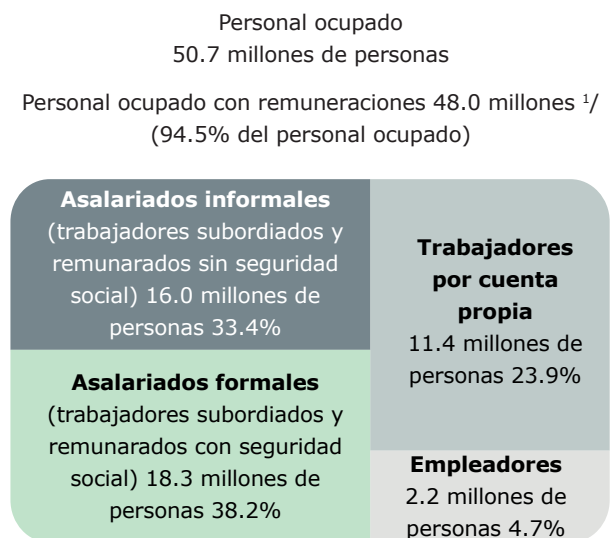 Personal ocupado
50.7 millones de personas
Personal ocupado con remuneraciones 48.0 millones ¹/
(94.5% del personal ocupado)
Asalariados informales
(trabajadores subordiados y
remunarados sin seguridad
social) 16.0 millones de
personas 33.4%
Asalariados formales
(trabajadores subordiados y
remunarados con seguridad
social) 18.3 millones de
personas 38.2%
Trabajadores
por cuenta
propia
11.4 millones de
personas 23.9%
Empleadores
2.2 millones de
personas 4.7%